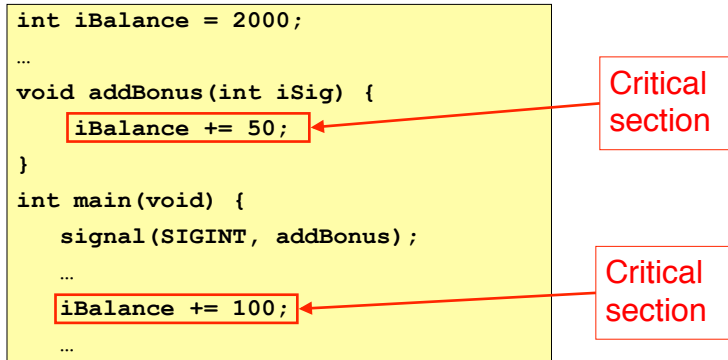 int iBalance = 2000;
…
void addBonus(int iSig) {
iBalance += 50;
}
int main(void) {
signal(SIGINT, addBonus);
…
iBalance += 100;
…
Critical
section
Critical
section